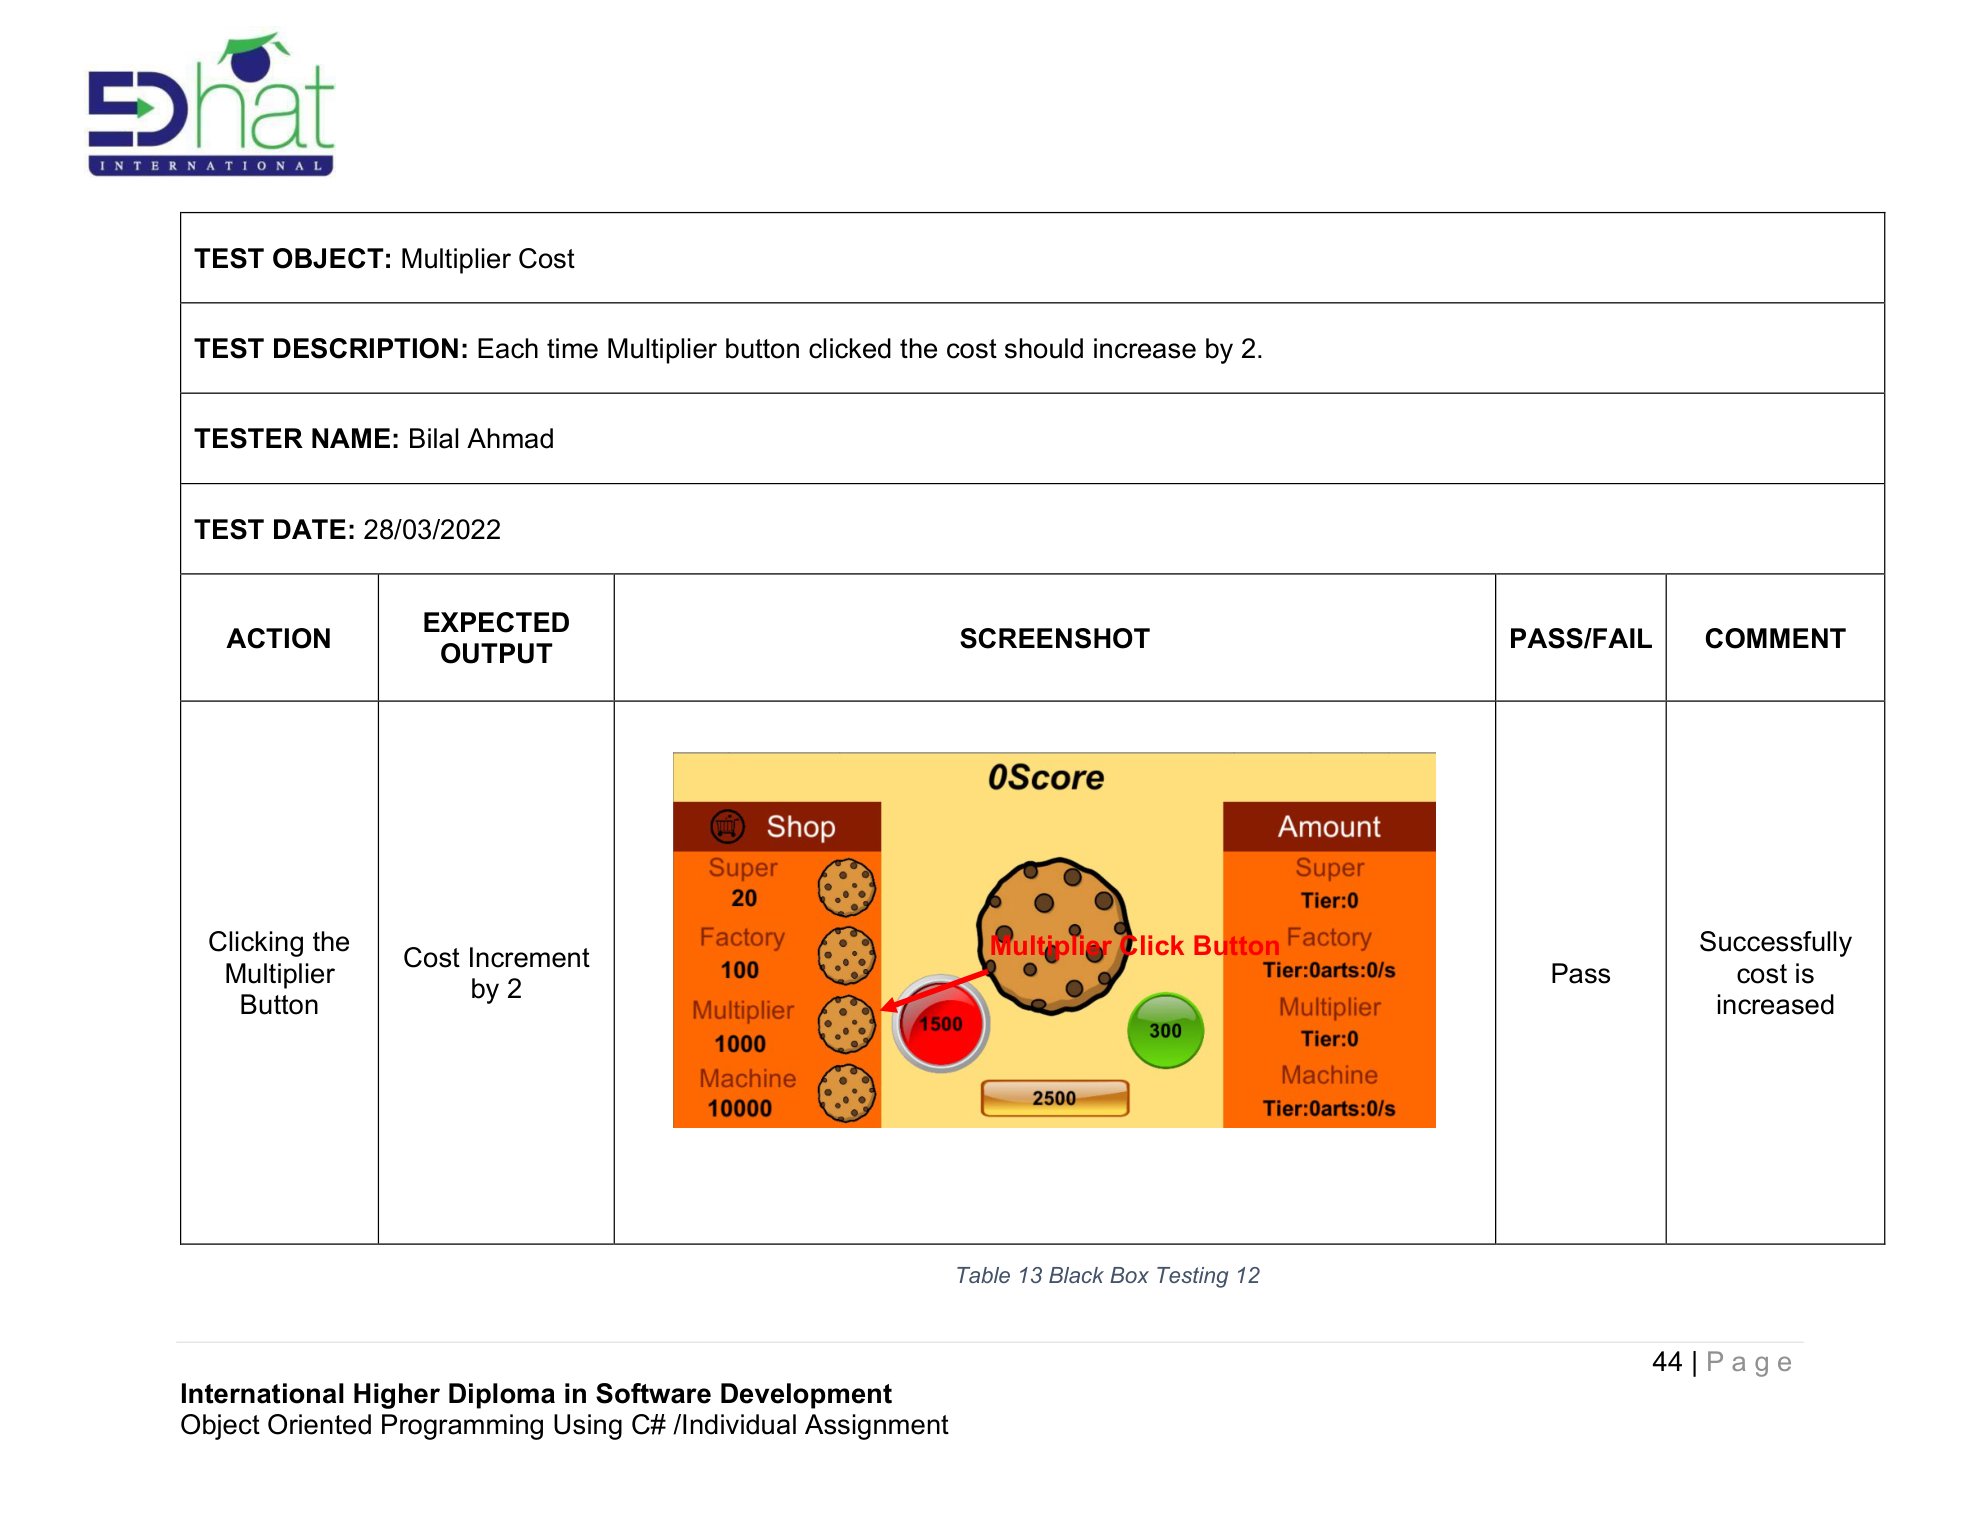 EDhat
INTERNATIONAL
TEST OBJECT: Multiplier Cost
TEST DESCRIPTION: Each time Multiplier button clicked the cost should increase by 2.
TESTER NAME: Bilal Ahmad
TEST DATE: 28/03/2022
ACTION
EXPECTED
OUTPUT
SCREENSHOT
PASS/FAIL
COMMENT
Clicking the
Multiplier
Button
Cost Increment
by 2
0Score
Shop
Super
20
Factory
100
Multiplier
1000
Machine
10000
Multiplier Click Button
1500
300
2500
Amount
Super
Tier:0
Factory
Tier:0arts:0/s
Multiplier
Tier:0
Machine
Tier:0arts:0/s
Pass
Successfully
cost is
increased
Table 13 Black Box Testing 12
44 | Page
International Higher Diploma in Software Development
Object Oriented Programming Using C# /Individual Assignment